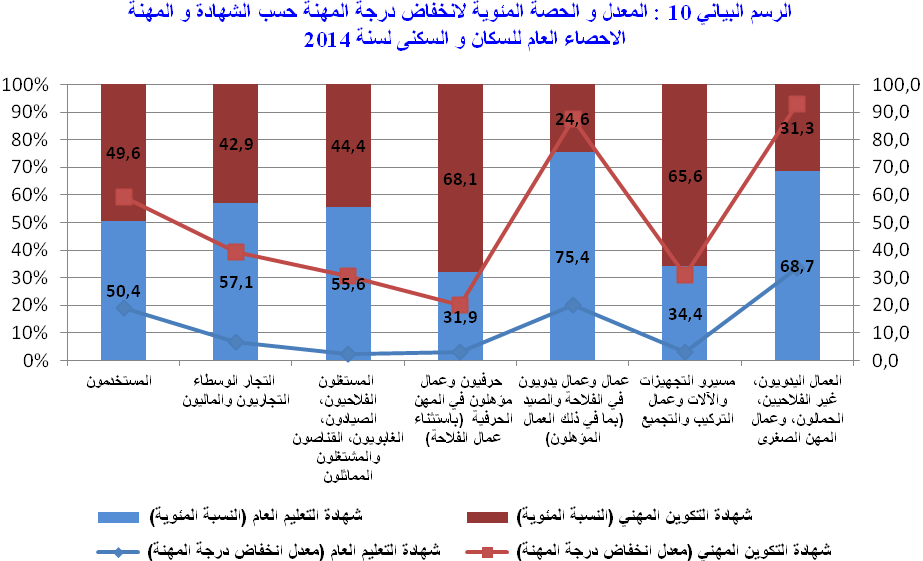 الرسم البياني 10 : المعدل و الحصة المئوية لانخفاض درجة المهنة حسب الشهادة و المهنة
الاحصاء العام للسكان و السكنى لسنة 2014
100%
90%
80%
70%
60%
50%
40%
30%
20%
10%
0%
100,0
90,0
80,0
70,0
60,0
50,0
40,0
30,0
20,0
10,0
0,0
49,6
42,9
44,4
68,1
24,6
65,6
31,3
50,4
57,1
55,6
31,9
75,4
34,4
68,7
المستخدمون
التجار الوسطاء
التجاريون والماليون
المستغلون
الفلاحيون،
الصيادون،
الغابويون، القناصون
والمشتغلون
المماثلون
حرفيون وعمال
مؤهلون في المهن
الحرفية (باستثناء
عمال الفلاحة)
عمال وعمال يدويون
في الفلاحة والصيد
(بما في ذلك العمال
المؤهلون)
مسيرو التجهيزات
والآلات وعمال
التركيب والتجميع
العمال اليدويون،
غير الفلاحيين،
الحمالون، وعمال
المهن الصغرى
شهادة التعليم العام (النسبة المئوية)
شهادة التكوين المهني (النسبة المئوية)
شهادة التعليم العام (معدل انخفاض درجة المهنة)
شهادة التكوين المهني (معدل انخفاض درجة المهنة)